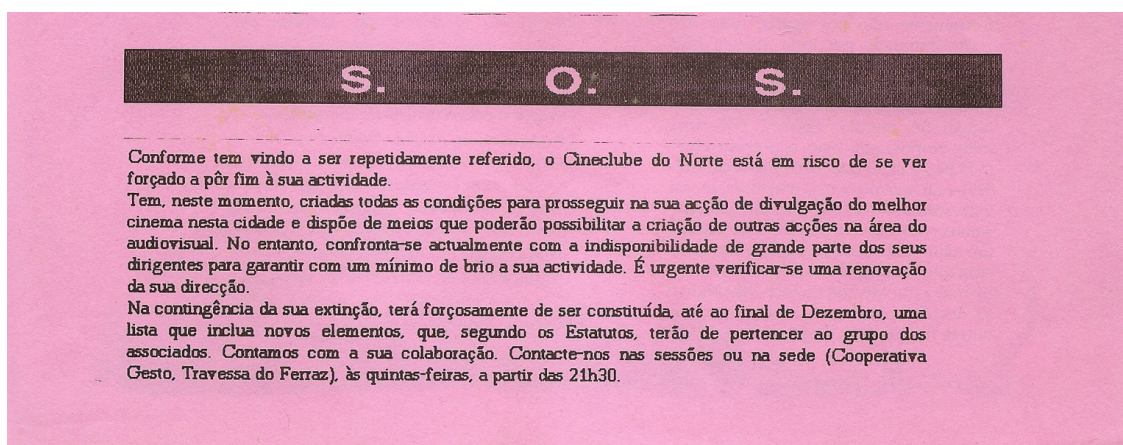 S. O. S.
Conforme tem vindo a ser repetidamente referido, o Cineclube do Norte está em risco de se ver
forçado a pôr fim à sua actividade.
Tem, neste momento, criadas todas as condições para prosseguir na sua acção de divulgação do melhor
cinema nesta cidade e dispõe de meios que poderão possibilitar a criação de outras acções na área do
audiovisual. No entanto, confronta-se actualmente com a indisponibilidade de grande parte dos seus
dirigentes para garantir com um mínimo de brio a sua actividade. É urgente verificar-se uma renovação
da sua direcção.
Na contingência da sua extinção, terá forçosamente de ser constituída, até ao final de Dezembro, uma
lista que inclua novos elementos, que, segundo os Estatutos, terão de pertencer ao grupo dos
associados. Contamos com a sua colaboração. Contacte-nos nas sessões ou na sede (Cooperativa
Gesto, Travessa do Ferraz), às quintas-feiras, a partir das 21h30.